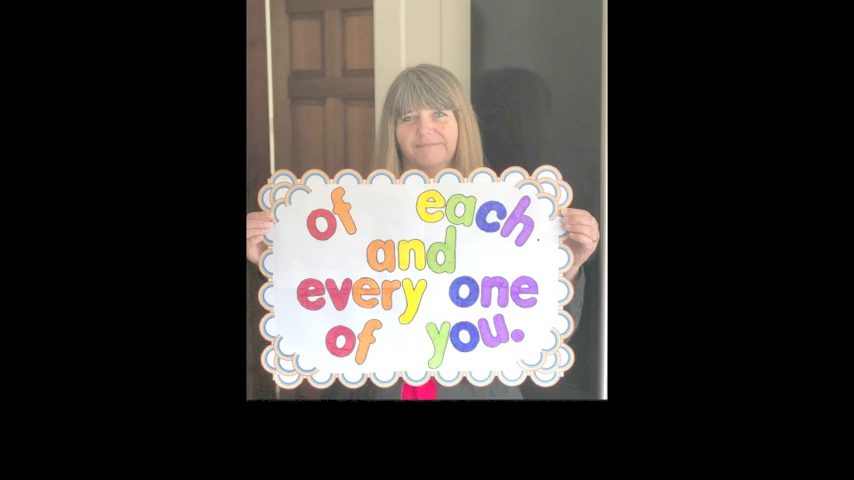 of each
and
every one
of you.